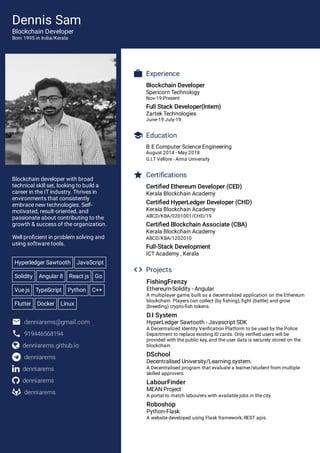 Dennis Sam
Blockchain Developer
Born 1995 in India/Kerala
Blockchain developer with broad
technical skill set, looking to build a
career in the IT industry. Thrives in
environments that consistently
embrace new technologies. Self-
motivated, result-oriented, and
passionate about contributing to the
growth & success of the organization.
Well proficient in problem solving and
using software tools.
Hyperledger Sawtooth JavaScript
Solidity Angular 8 React js Go
Vue js TypeScript Python C++
Flutter Docker Linux
denniarems@gmail.com
919446568194
denniarems.github.io
denniarems
denniarems
denniarems
denniarems
Experience
Blockchain Developer
Spericorn Technology
Nov-19:Present
Full Stack Developer(Intern)
Zartek Technologies
June-19:July-19
Education
B.E Computer Science Engineering
August 2014 - May 2018
G.I.T Vellore - Anna University
Certifications
Certified Ethereum Developer (CED)
Kerala Blockchain Academy
Certified HyperLedger Developer (CHD)
Kerala Blockchain Academy
ABCD/KBA/0201001/CHD/19
Certified Blockchain Associate (CBA)
Kerala Blockchain Academy
ABCD/KBA/1202010
Full-Stack Development
ICT Academy , Kerala
Projects
FishingFrenzy
Ethereum-Solidity - Angular
A multiplayer game, built as a decentralized application on the Ethereum
blockchain. Players can collect (by fishing), fight (battle) and grow
(breeding) crypto-fish tokens.
D.I System
HyperLedger Sawtooth - Javascript SDK
A Decentralized Identity Verification Platform to be used by the Police
Department to replace existing ID cards. Only verified users will be
provided with the public key, and the user data is securely stored on the
blockchain.
DSchool
Decentralised University/Learning system.
A Decentralised program that evaluate a learner/student from multiple
skilled approvers.
LabourFinder
MEAN Project
A portal to match labourers with available jobs in the city.
Roboshop
Python-Flask
A website developed using Flask framework, REST apis.